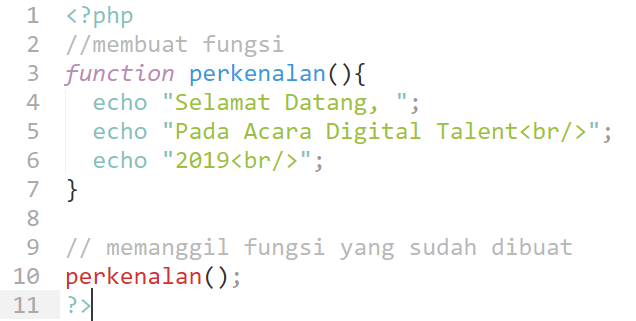 1 <?php
2 //membuat fungsi
3 function perkenalan(){
4 echo "Selamat Datang, ";
5 echo "Pada Acara Digital Talent<br/>";
6 echo "2019<br/>";
7 }
8
9 // memanggil fungsi yang sudah dibuat
10 perkenalan();
11 ?>